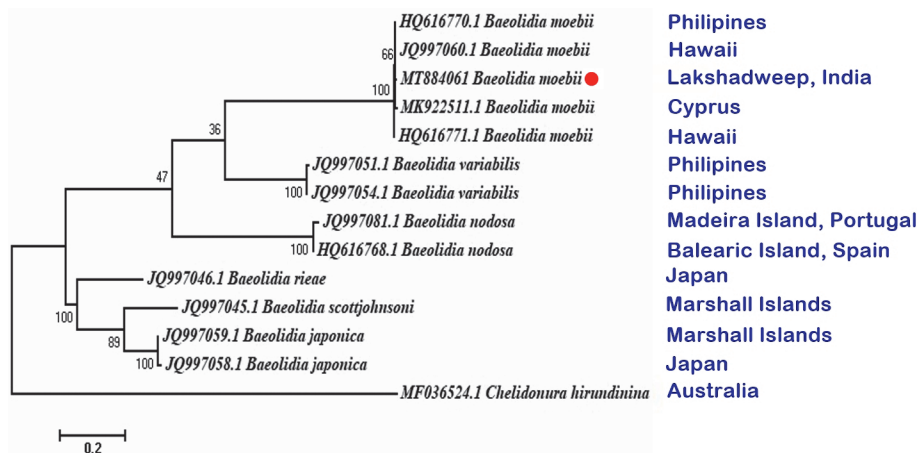 HQ616770.1 Baeolidia moebii Philipines
66
JQ997060.1 Baeolidia moebii Hawaii
MT884061 Baeolidia moebii Lakshadweep, India
100
MK922511.1 Baeolidia moebii Cyprus
36
HQ616771.1 Baeolidia moebii Hawaii
JQ997051.1 Baeolidia variabilis Philipines
47
100
JQ997054.1 Baeolidia variabilis Philipines
JQ997081.1 Baeolidia nodosa Madeira Island, Portugal
100
HQ616768.1 Baeolidia nodosa Balearic Island, Spain
JQ997046.1 Baeolidia rieae Japan
JQ997045.1 Baeolidia scottjohnsoni Marshall Islands
100
JQ997059.1 Baeolidia japonica Marshall Islands
89
100
JQ997058.1 Baeolidia japonica Japan
MF036524.1 Chelidonura hirundinina Australia
0.2